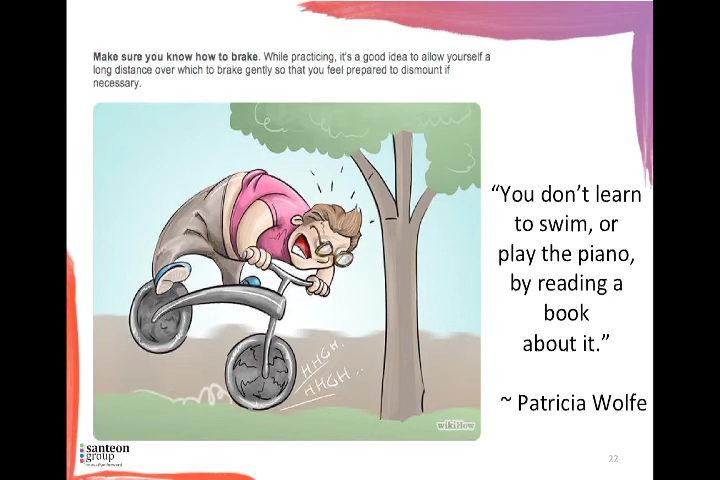 Make sure you know how to brake. While practicing, it's a good idea to allow yourself a
long distance over which to brake gently so that you feel prepared to dismount if
necessary.
“You don’t learn
to swim, or
play the piano,
by reading a
book
about it.”
~ Patricia Wolfe
HHGH..
HHGH...
wikiHow
santeon
group
22